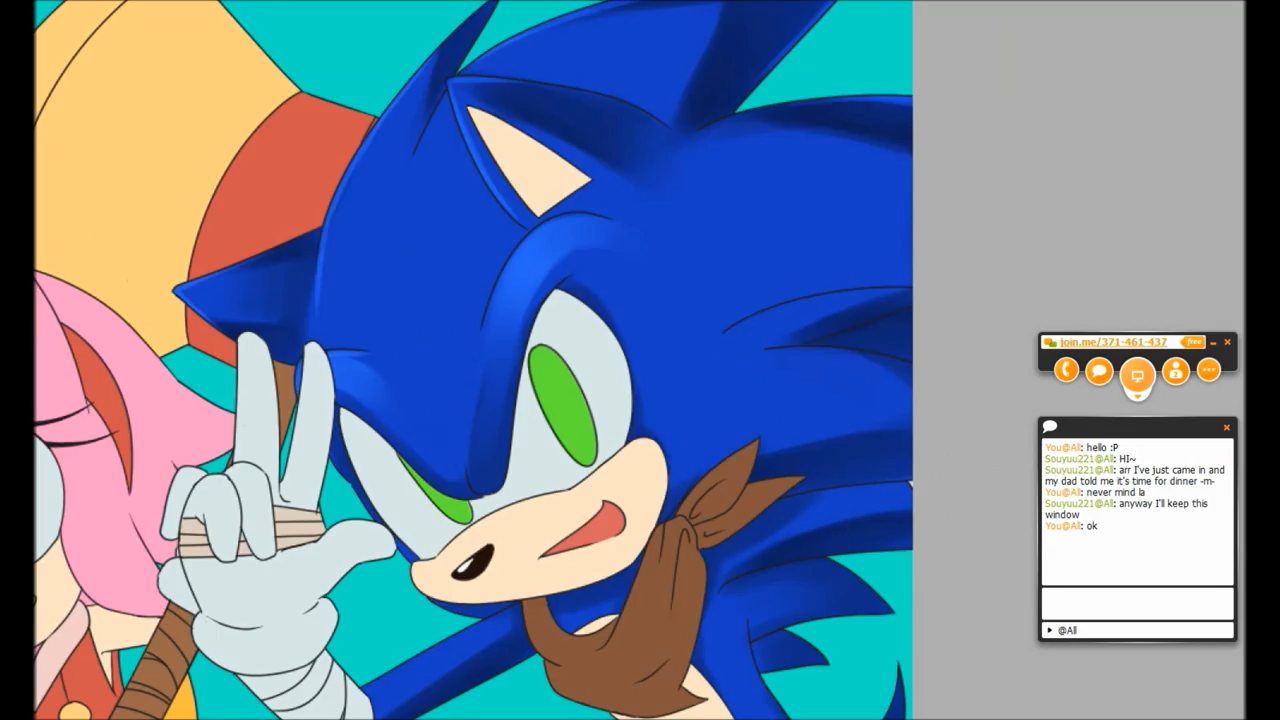 join.me/371-461-437
free
You@All: hello :P
Souyuu221@All: HI~
Souyuu221@All: arr I've just came in and
my dad told me it's time for dinner -m-
You@All: never mind la
Souyuu221@All: anyway I'll keep this
window
You@All: ok
@All